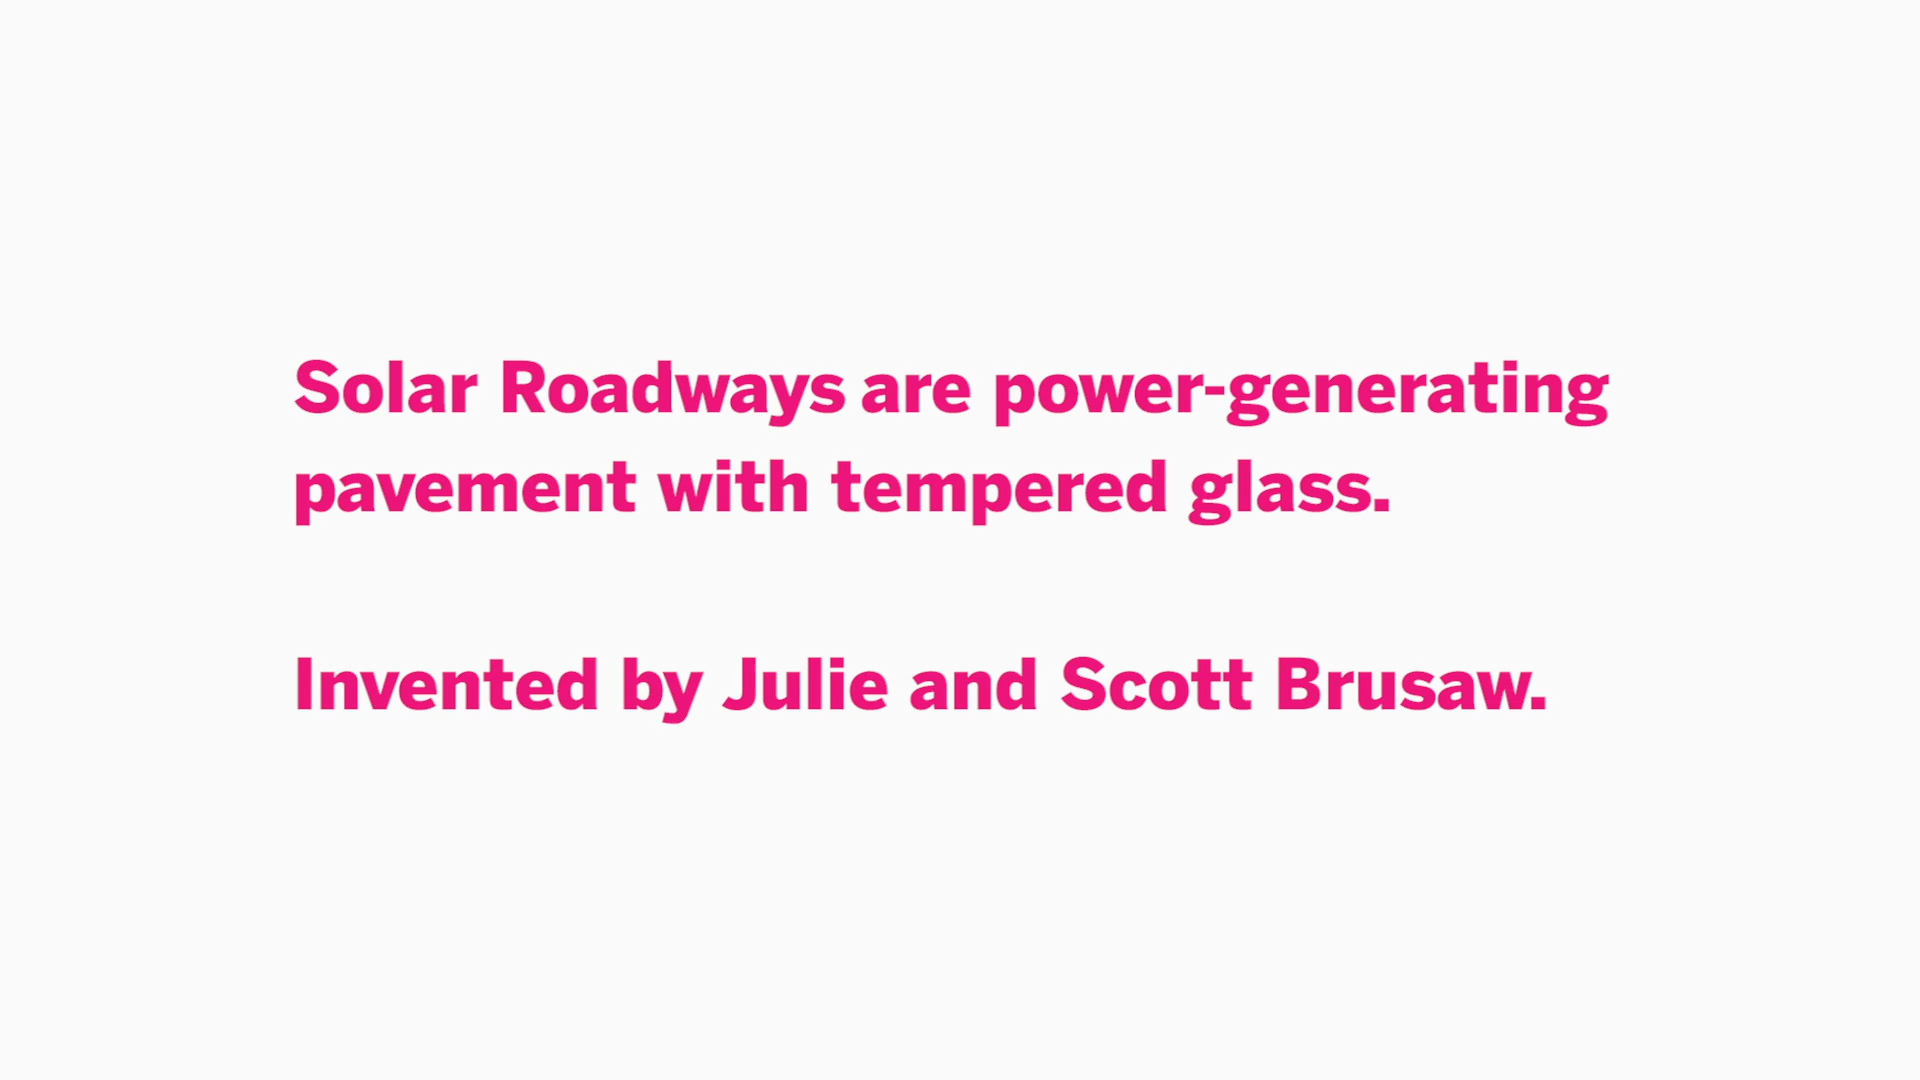 Solar Roadways are power-generating
pavement with tempered glass.
Invented by Julie and Scott Brusaw.